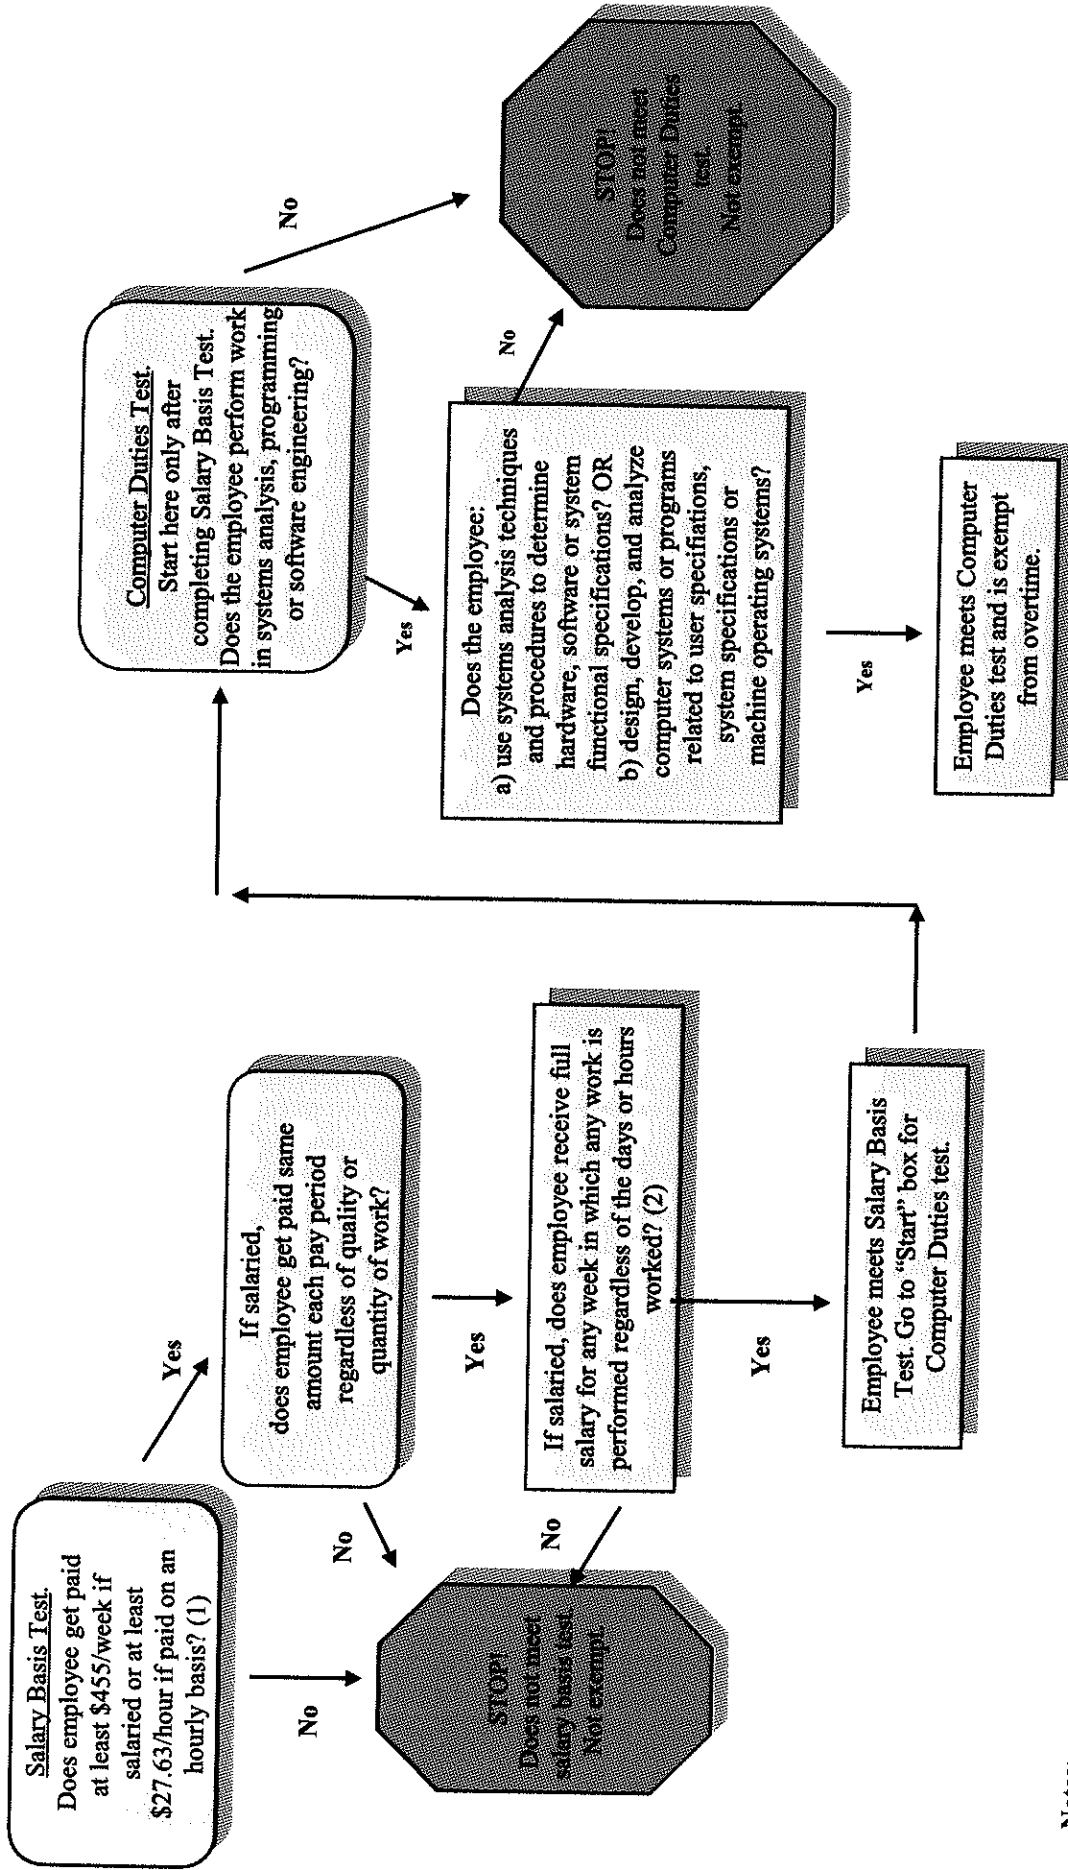 Salary Basis Test.
Does employee get paid
at least $455/week if
salaried or at least
$27.63/hour if paid on an
hourly basis? (1)
Yes
No
If salaried,
does employee get paid same
amount each pay period
regardless of quality or
quantity of work?
No
Yes
STOP!
Does not meet
salary basis test.
Not exempt.
If salaried, does employee receive full
salary for any week in which any work is
performed regardless of the days or hours
worked? (2)
No
Yes
Employee meets Salary Basis
Test. Go to “Start” box for
Computer Duties test.
Computer Duties Test.
Start here only after
completing Salary Basis Test.
Does the employee perform work
in systems analysis, programming
or software engineering?
No
Yes
Does the employee:
a) use systems analysis techniques
and procedures to determine
hardware, software or system
functional specifications? OR
b) design, develop, and analyze
computer systems or programs
related to user specifiations,
system specifications or
machine operating systems?
No
Yes
STOP!
Does not meet
Computer Duties
test.
Not exempt.
Employee meets Computer
Duties test and is exempt
from overtime.